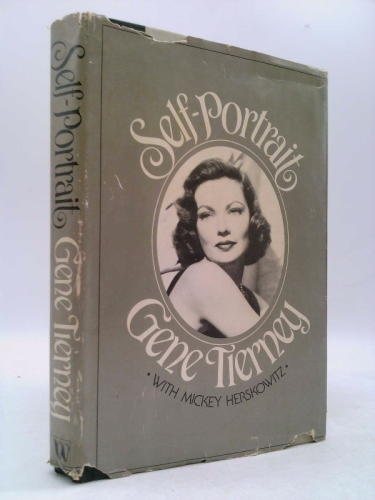 Self-Portrait
Gene Tierney
W
Self-Portrait
Gene Tierney
• WITH MICKEY HERSKOWITZ •